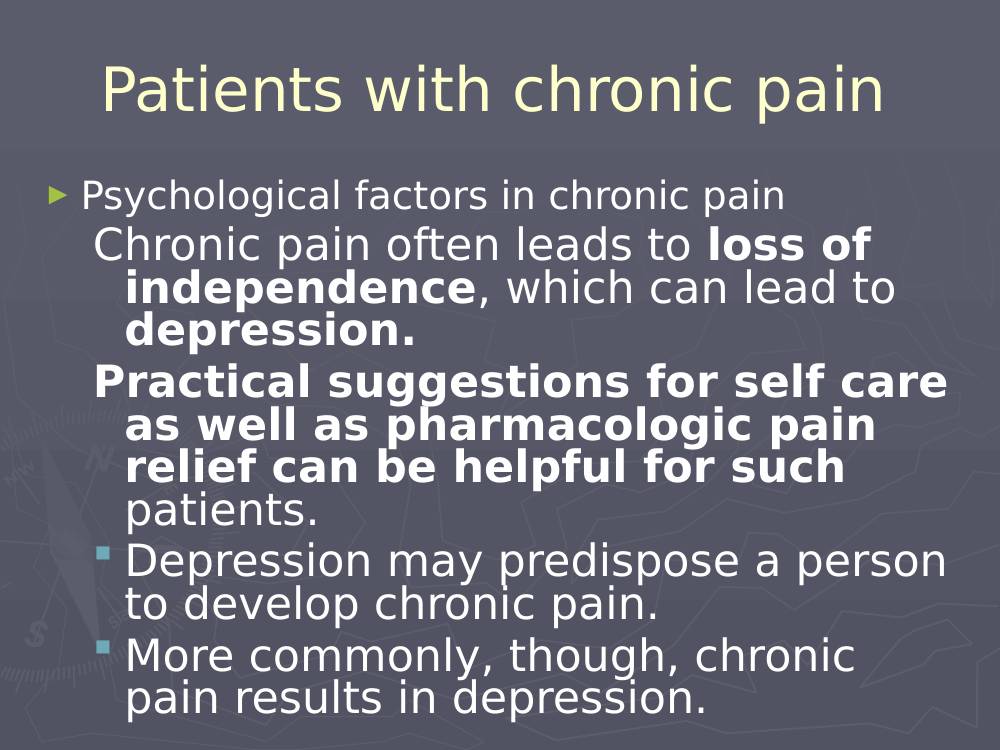 Patients with chronic pain
Psychological factors in chronic pain
Chronic pain often leads to loss of
independence, which can lead to
depression.
Practical suggestions for self care
as well as pharmacologic pain
relief can be helpful for such
patients.
Depression may predispose a person
to develop chronic pain.
More commonly, though, chronic
pain results in depression.
N
NW
S